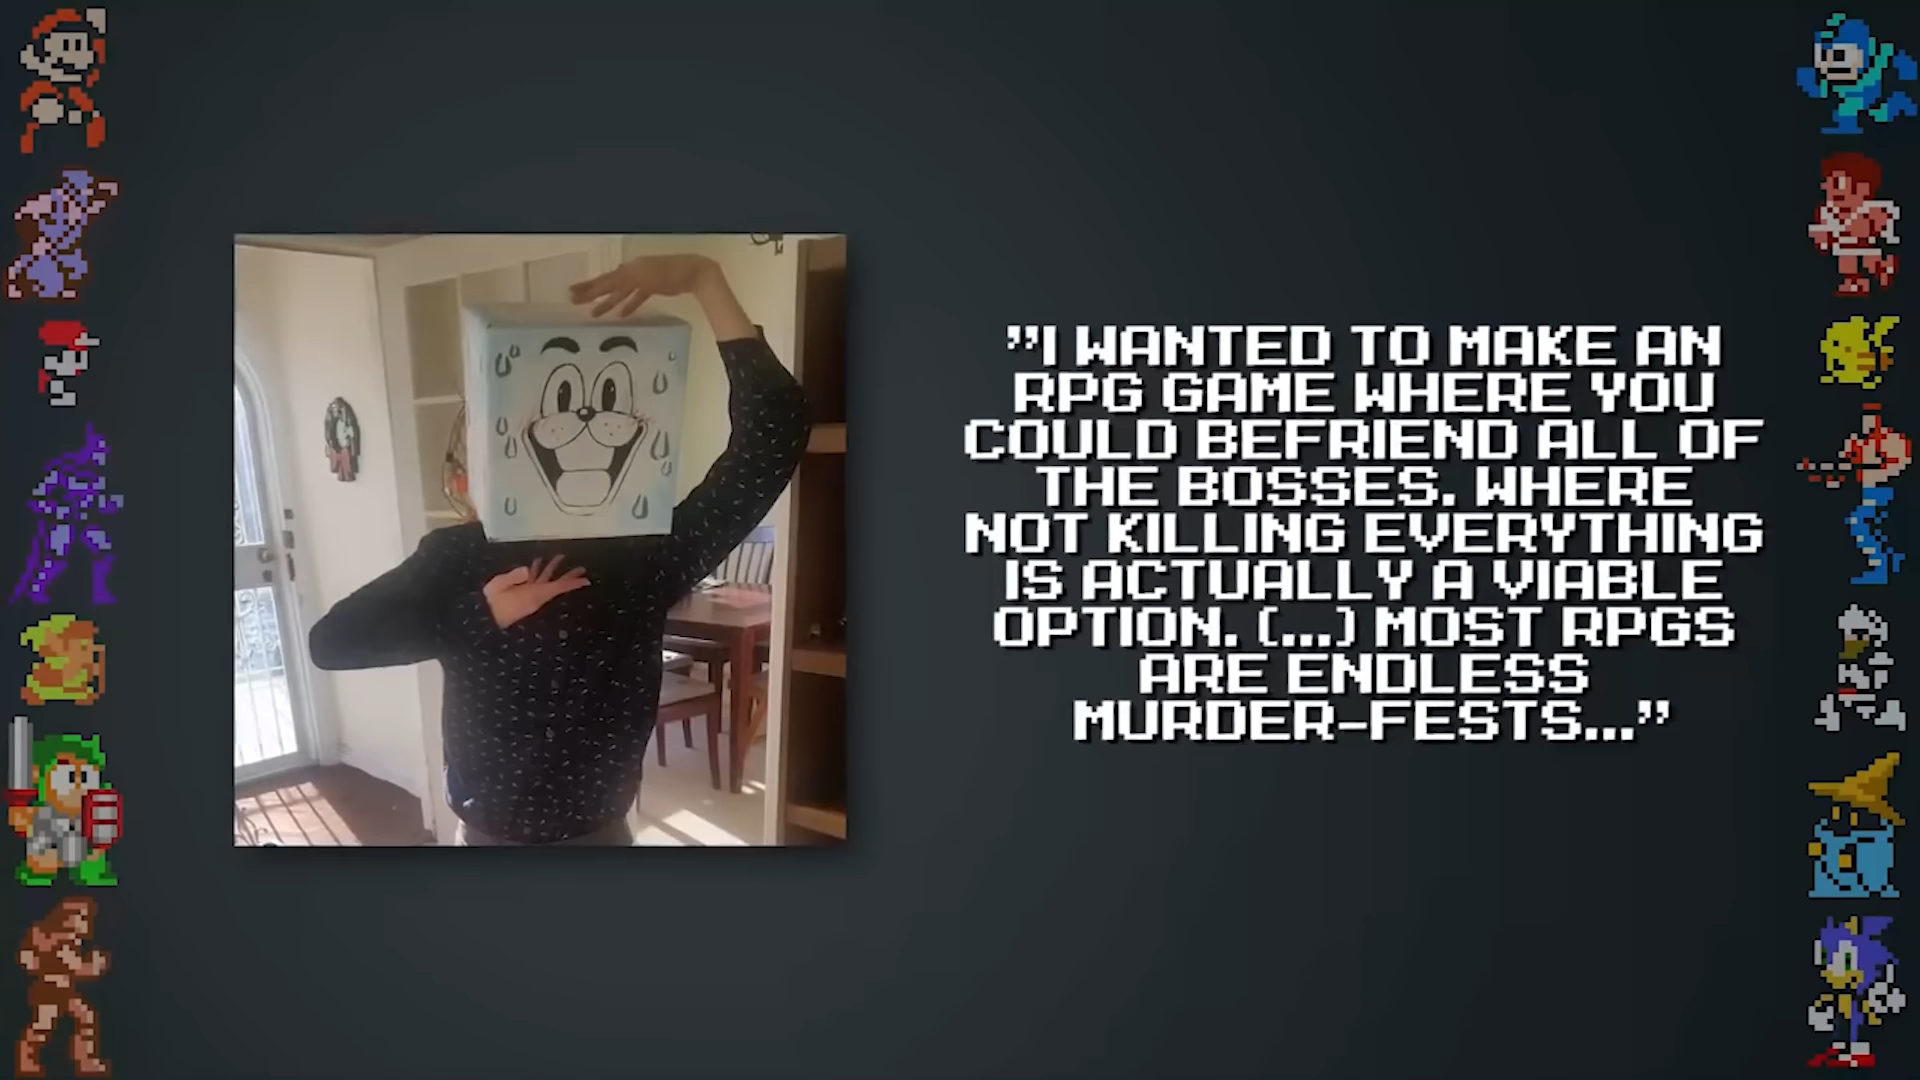 ”I WANTED TO MAKE AN
RPG GAME WHERE YOU
COULD BEFRIEND ALL OF
THE BOSSES. WHERE
NOT KILLING EVERYTHING
IS ACTUALLY A VIABLE
OPTION. (...) MOST RPGS
ARE ENDLESS
MURDER-FESTS...”